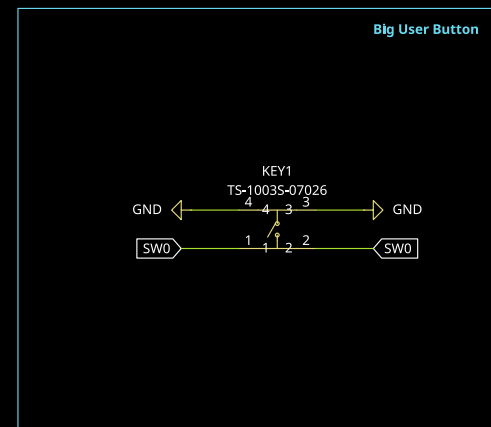 Big User Button
KEY1
TS-1003S-07026
4 3
GND 4 3 GND
1 2
SW0 1 2 SW0